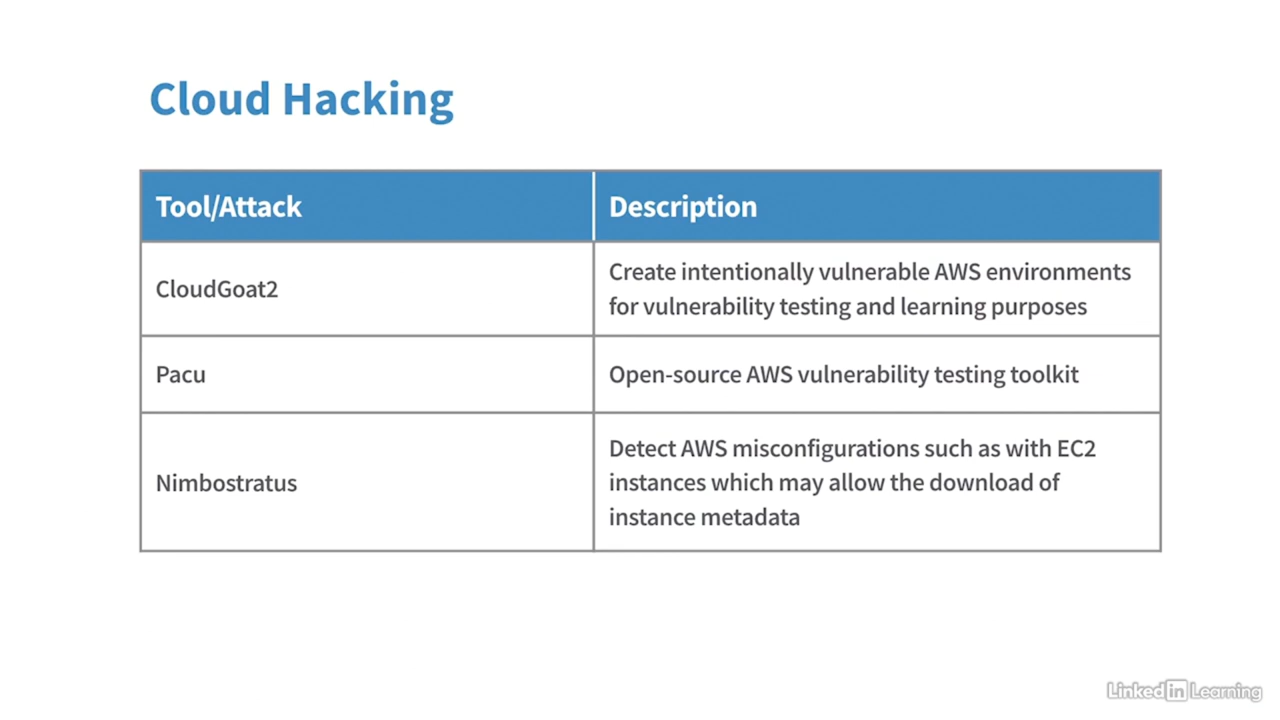 Cloud Hacking
Tool/Attack
Description
CloudGoat2
Create intentionally vulnerable AWS environments
for vulnerability testing and learning purposes
Pacu
Open-source AWS vulnerability testing toolkit
Nimbostratus
Detect AWS misconfigurations such as with EC2
instances which may allow the download of
instance metadata
Linked in Learning